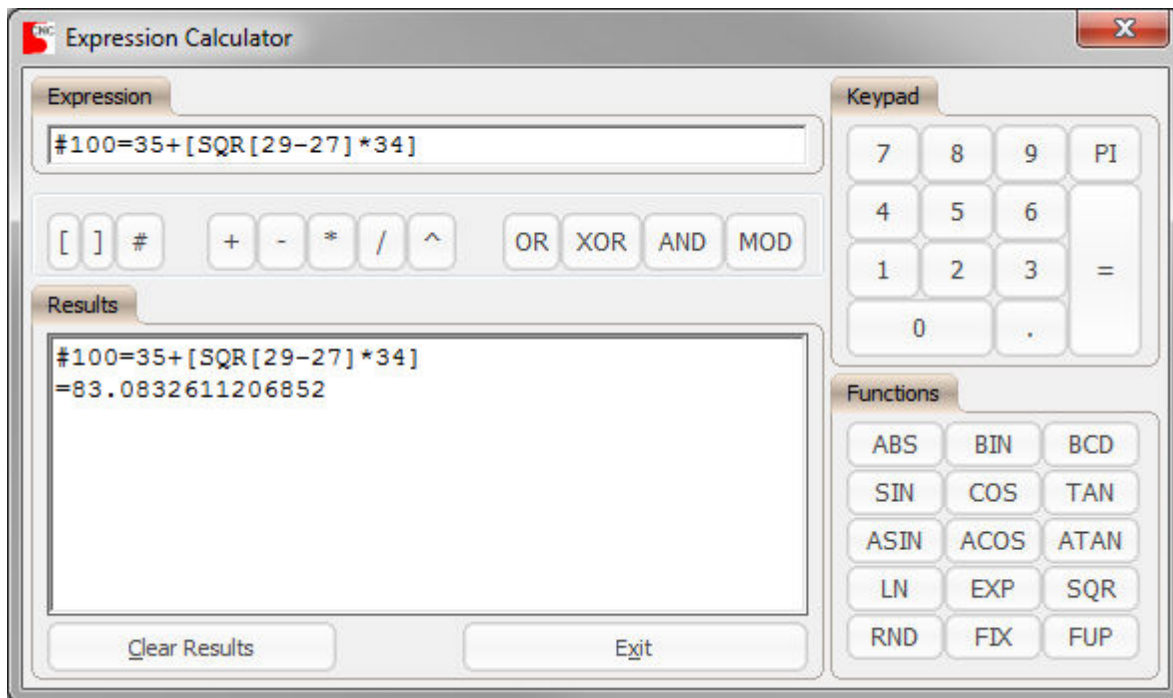 CNC Expression Calculator
X
Expression
#100=35+[SQR[29-27]*34]
[ ] # + - * / ^ OR XOR AND MOD
Results
#100=35+[SQR[29-27]*34]
=83.0832611206852
Clear Results Exit
Keypad
7 8 9 PI
4 5 6
1 2 3 =
0 .
Functions
ABS BIN BCD
SIN COS TAN
ASIN ACOS ATAN
LN EXP SQR
RND FIX FUP